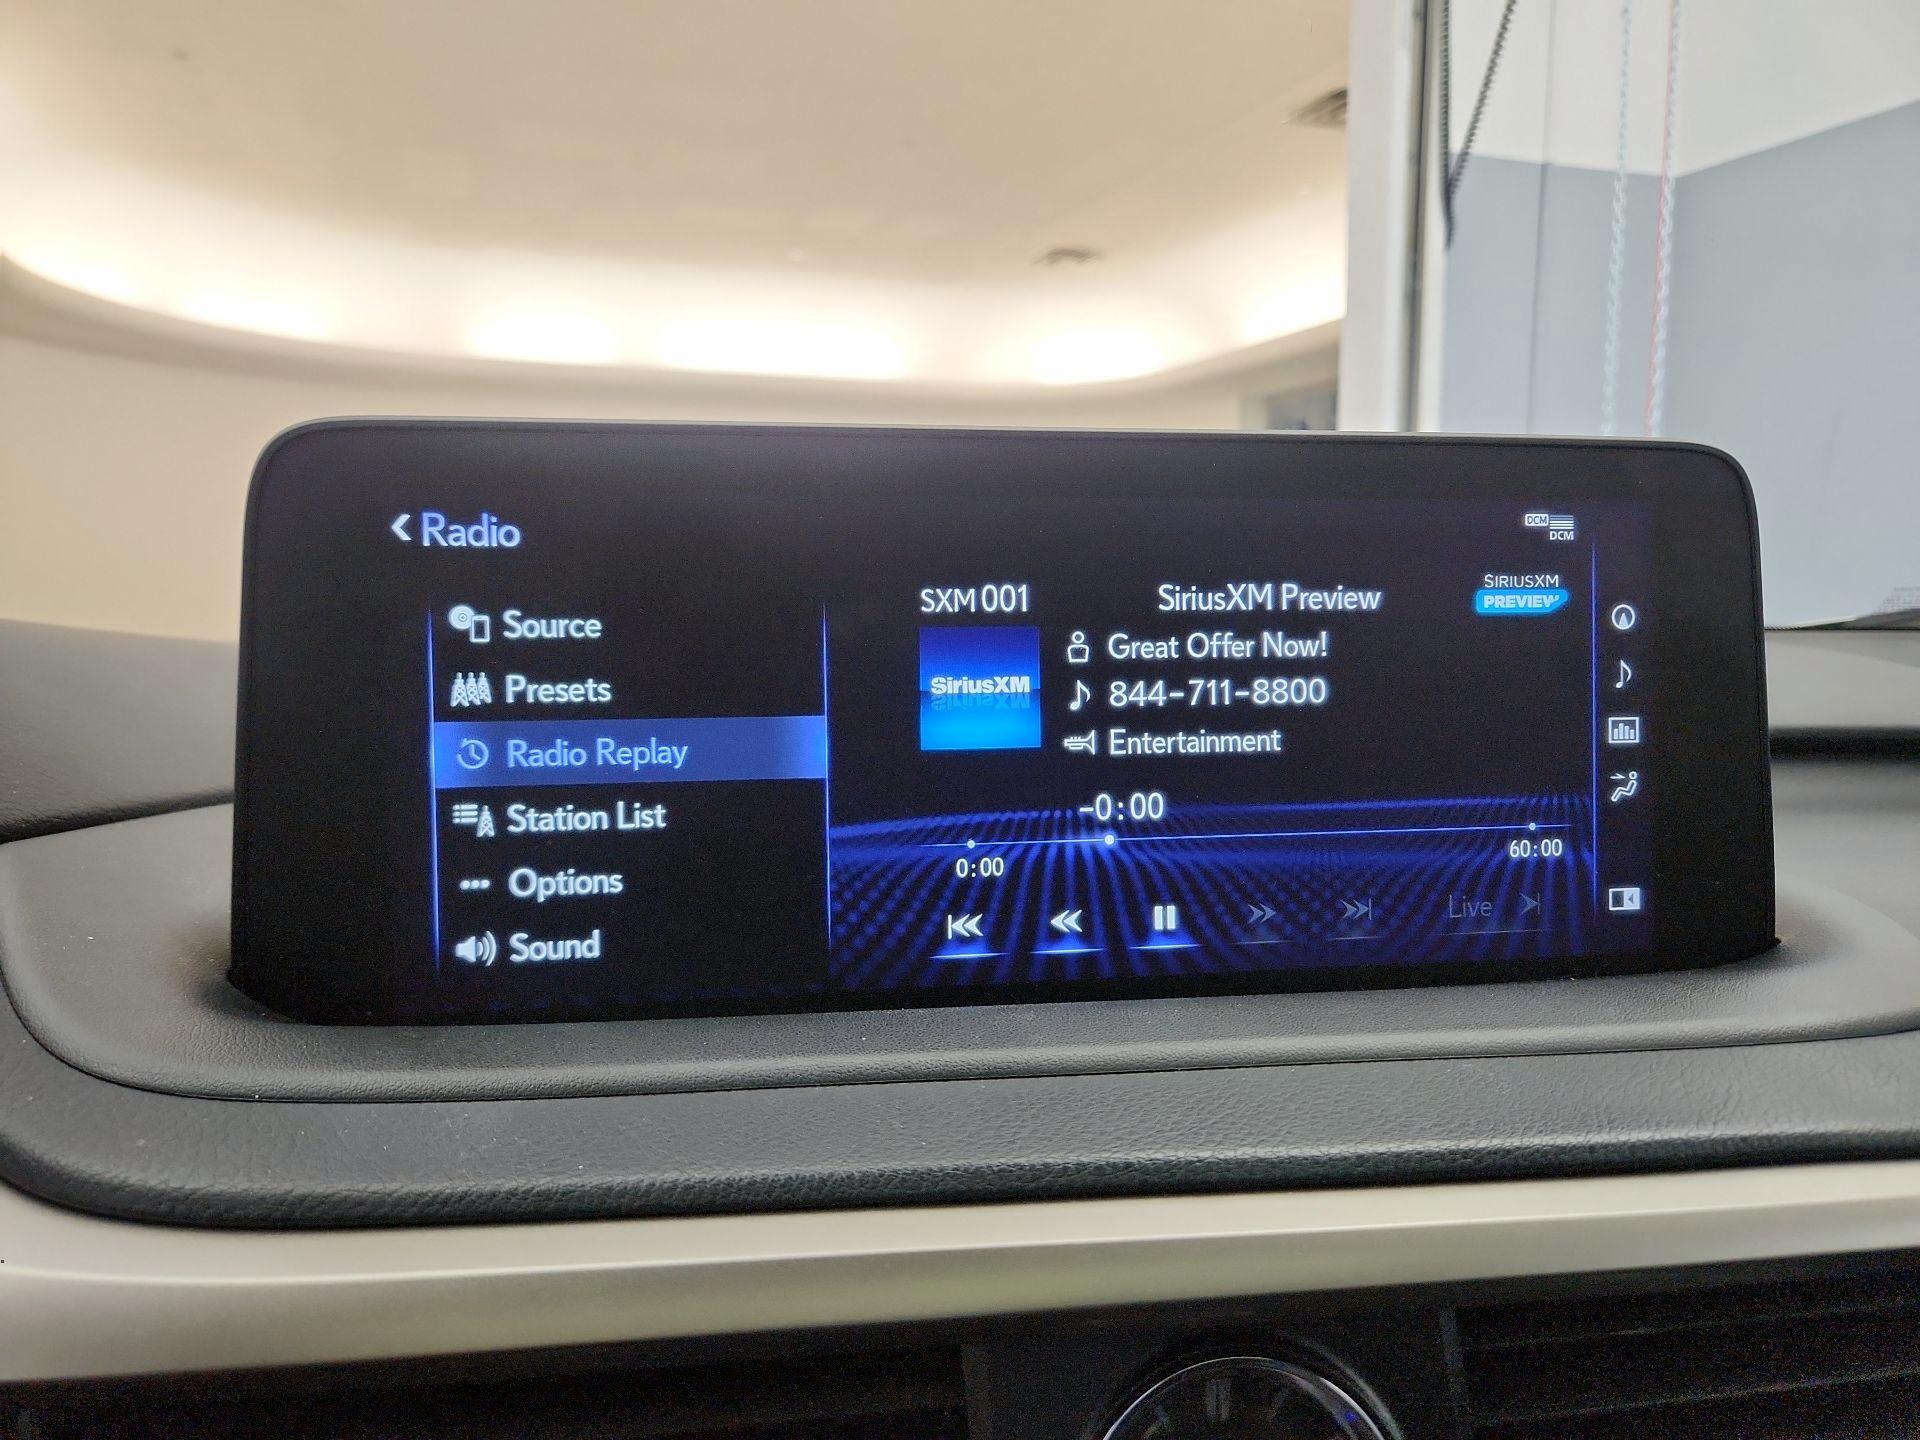 Radio
DCM
DCM
Source
Presets
Radio Replay
Station List
Options
Sound
SXM 001
SiriusXM Preview
SIRIUSXM
PREVIEW
SiriusXM
Great Offer Now!
844-711-8800
Entertainment
-0:00
0:00
60:00
Live